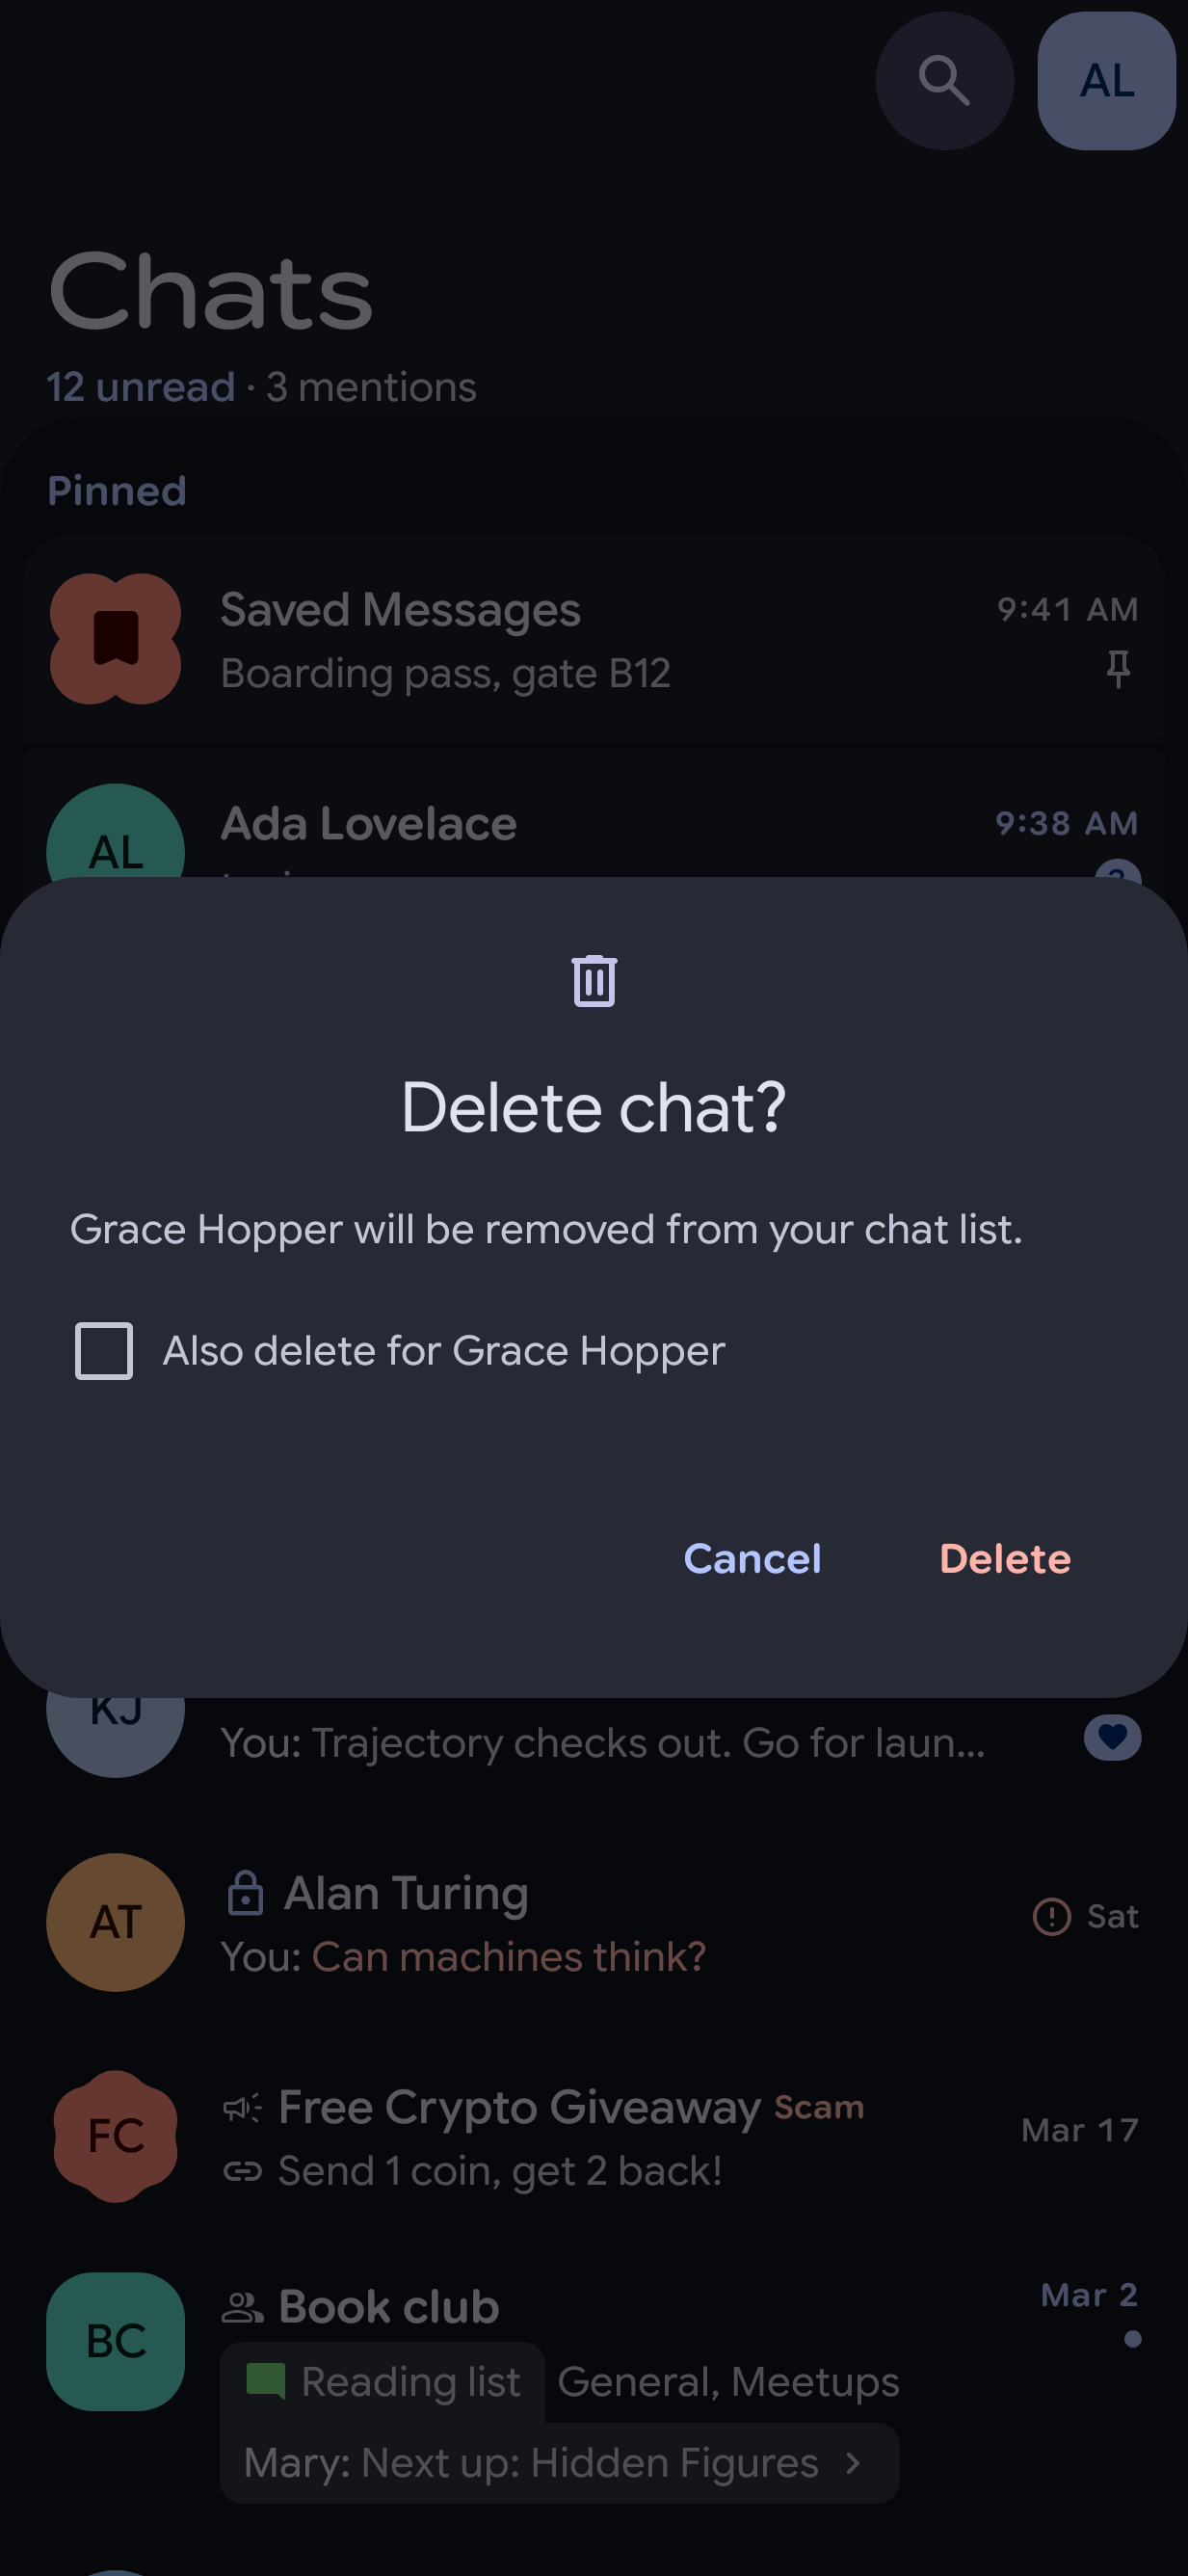 AL
Chats
12 unread · 3 mentions
Pinned
Saved Messages
9:41 AM
Boarding pass, gate B12
AL
Ada Lovelace
9:38 AM
Delete chat?
Grace Hopper will be removed from your chat list.
Also delete for Grace Hopper
Cancel
Delete
KJ
You: Trajectory checks out. Go for laun...
AT
Alan Turing
Sat
You: Can machines think?
FC
Free Crypto Giveaway Scam
Mar 17
Send 1 coin, get 2 back!
BC
Book club
Mar 2
Reading list General, Meetups
Mary: Next up: Hidden Figures